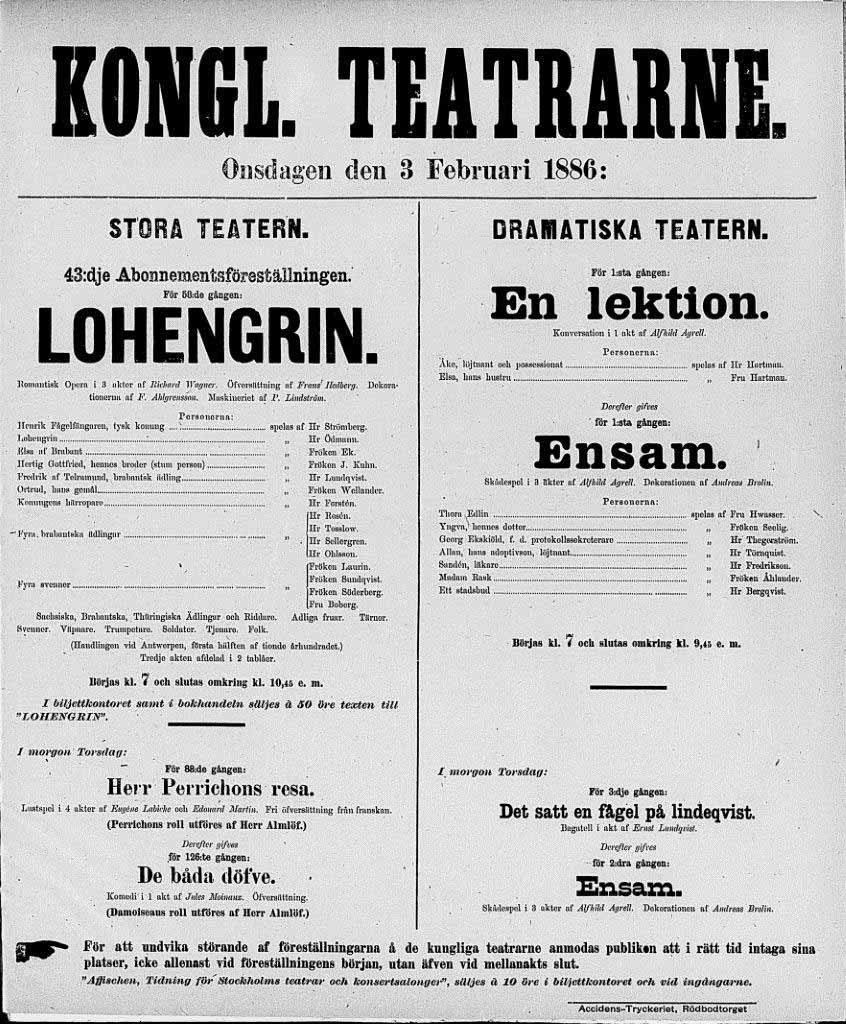 KONGL. TEATRARNE.
Onsdagen den 3 Februari 1886:
STORA TEATERN.
43:dje Abonnementsföreställningen.
För 58:de gången:
LOHENGRIN.
Romantisk Opera i 3 akter af Richard Wagner. Öfversättning af Frans Hedberg. Dekora-
tionerna af F. Ahlgrensson. Maskineriet af P. Lindström.
Personerna:
Henrik Fågelfängaren, tysk konung spelas af Hr Strömberg.
Lohengrin „ Hr Ödmann.
Elsa af Brabant „ Fröken Ek.
Hertig Gottfried, hennes broder (stum person) „ Fröken J. Kuhn.
Fredrik af Telramund, brabantsk ädling „ Hr Lundqvist.
Ortrud, hans gemål „ Fröken Wellander.
Konungens härropare „ Hr Forstén.
Fyra brabantska ädlingar „ Hr Rosén.
Hr Tosslow.
Hr Sellergren.
Hr Ohlsson.
Fyra svenner „ Fröken Laurin.
Fröken Sundqvist.
Fröken Söderberg.
Fru Boberg.
Sachsiska, Brabantska, Thüringiska Ädlingar och Riddare. Adliga fruar. Tärnor.
Svenner. Väpnare. Trumpetare. Soldater. Tjenare. Folk.
(Handlingen vid Antwerpen, första hälften af tionde århundradet.)
Tredje akten afdelad i 2 tablåer.
Börjas kl. 7 och slutas omkring kl. 10,45 e. m.
I biljettkontoret samt i bokhandeln säljes à 50 öre texten till
"LOHENGRIN".
I morgon Torsdag:
För 88:de gången:
Herr Perrichons resa.
Lustspel i 4 akter af Eugène Labiche och Edouard Martin. Fri öfversättning från franskan.
(Perrichons roll utföres af Herr Almlöf.)
Derefter gifves
för 126:te gången:
De båda döfve.
Komedi i 1 akt af Jules Moinaux. Öfversättning.
(Damoiseaus roll utföres af Herr Almlöf.)
DRAMATISKA TEATERN.
För 1:sta gången:
En lektion.
Konversation i 1 akt af Alfhild Agrell.
Personerna:
Åke, löjtnant och possessionat spelas af Hr Hartman.
Elsa, hans hustru „ Fru Hartman.
Derefter gifves
för 1:sta gången:
Ensam.
Skådespel i 3 akter af Alfhild Agrell. Dekorationen af Andreas Brolin.
Personerna:
Thora Edlin spelas af Fru Hwasser.
Yngva, hennes dotter „ Fröken Seelig.
Georg Ekskiöld, f. d. protokollssekreterare „ Hr Thegerström.
Allan, hans adoptivson, löjtnant „ Hr Törnquist.
Sandén, läkare „ Hr Fredrikson.
Madam Rask „ Fröken Åhlander.
Ett stadsbud „ Hr Bergqvist.
Börjas kl. 7 och slutas omkring kl. 9,45 e. m.
I morgon Torsdag:
För 3:dje gången:
Det satt en fågel på lindeqvist.
Bagatell i akt af Ernst Lundqvist.
Derefter gifves
för 2:dra gången:
Ensam.
Skådespel i 3 akter af Alfhild Agrell. Dekorationen af Andreas Brolin.
För att undvika störande af föreställningarna å de kungliga teatrarne anmodas publiken att i rätt tid intaga sina
platser, icke allenast vid föreställningens början, utan äfven vid mellanakts slut.
"Affischen, Tidning för Stockholms teatrar och konsertsalonger", säljes à 10 öre i biljettkontoret och vid ingångarne.
Accidens-Tryckeriet, Rödbodtorget